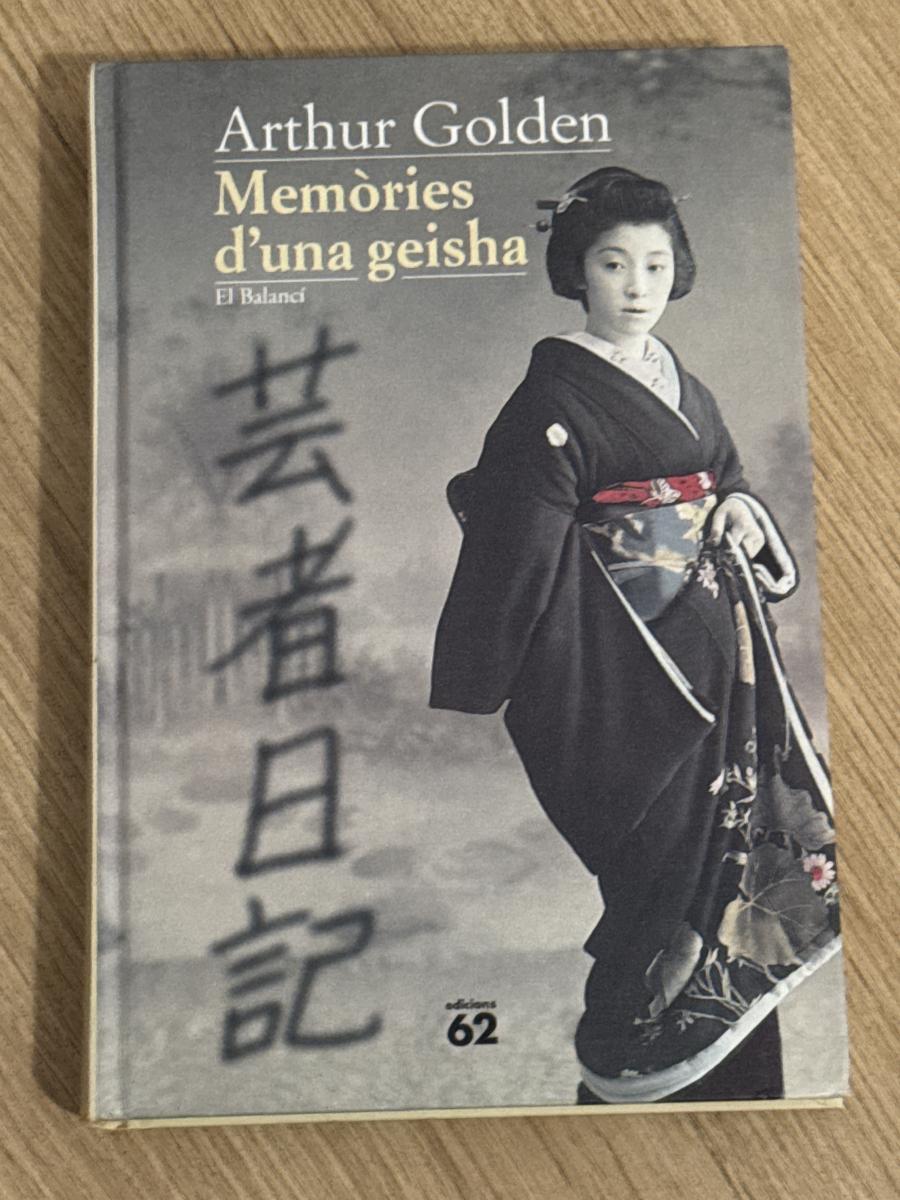 Arthur Golden
Memòries
d'una geisha
El Balancí
芸者日記
edicions
62